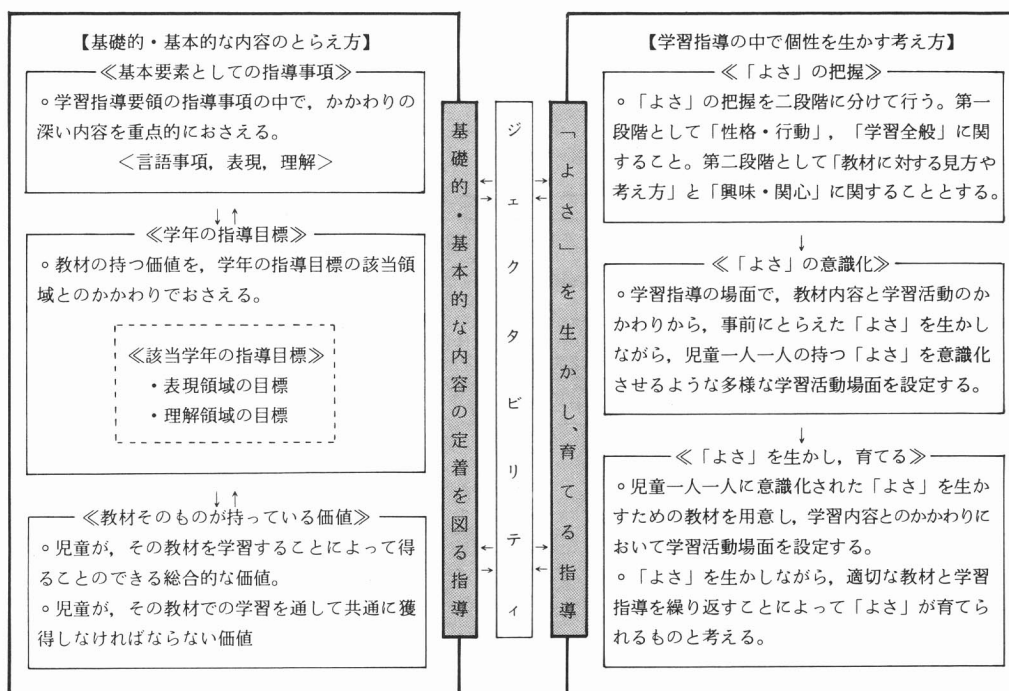 【基礎的・基本的な内容のとらえ方】
≪基本要素としての指導事項≫
○学習指導要領の指導事項の中で，かかわりの
深い内容を重点的におさえる。
＜言語事項，表現，理解＞
↓↑
≪学年の指導目標≫
○教材の持つ価値を，学年の指導目標の該当領
域とのかかわりでおさえる。
≪該当学年の指導目標≫
・表現領域の目標
・理解領域の目標
↓↑
≪教材そのものが持っている価値≫
○児童が，その教材を学習することによって得
ることのできる総合的な価値。
○児童が，その教材での学習を通して共通に獲
得しなければならない価値
基礎的・基本的な内容の定着を図る指導
ジェクタビリティ
「よさ」を生かし、育てる指導
【学習指導の中で個性を生かす考え方】
≪「よさ」の把握≫
○「よさ」の把握を二段階に分けて行う。第一
段階として「性格・行動」，「学習全般」に関
すること。第二段階として「教材に対する見方や
考え方」と「興味・関心」に関することとする。
↓
≪「よさ」の意識化≫
○学習指導の場面で，教材内容と学習活動のか
かわりから，事前にとらえた「よさ」を生かし
ながら，児童一人一人の持つ「よさ」を意識化
させるような多様な学習活動場面を設定する。
↓
≪「よさ」を生かし，育てる≫
○児童一人一人に意識化された「よさ」を生か
すための教材を用意し，学習内容とのかかわりに
おいて学習活動場面を設定する。
○「よさ」を生かしながら，適切な教材と学習
指導を繰り返すことによって「よさ」が育てら
れるものと考える。